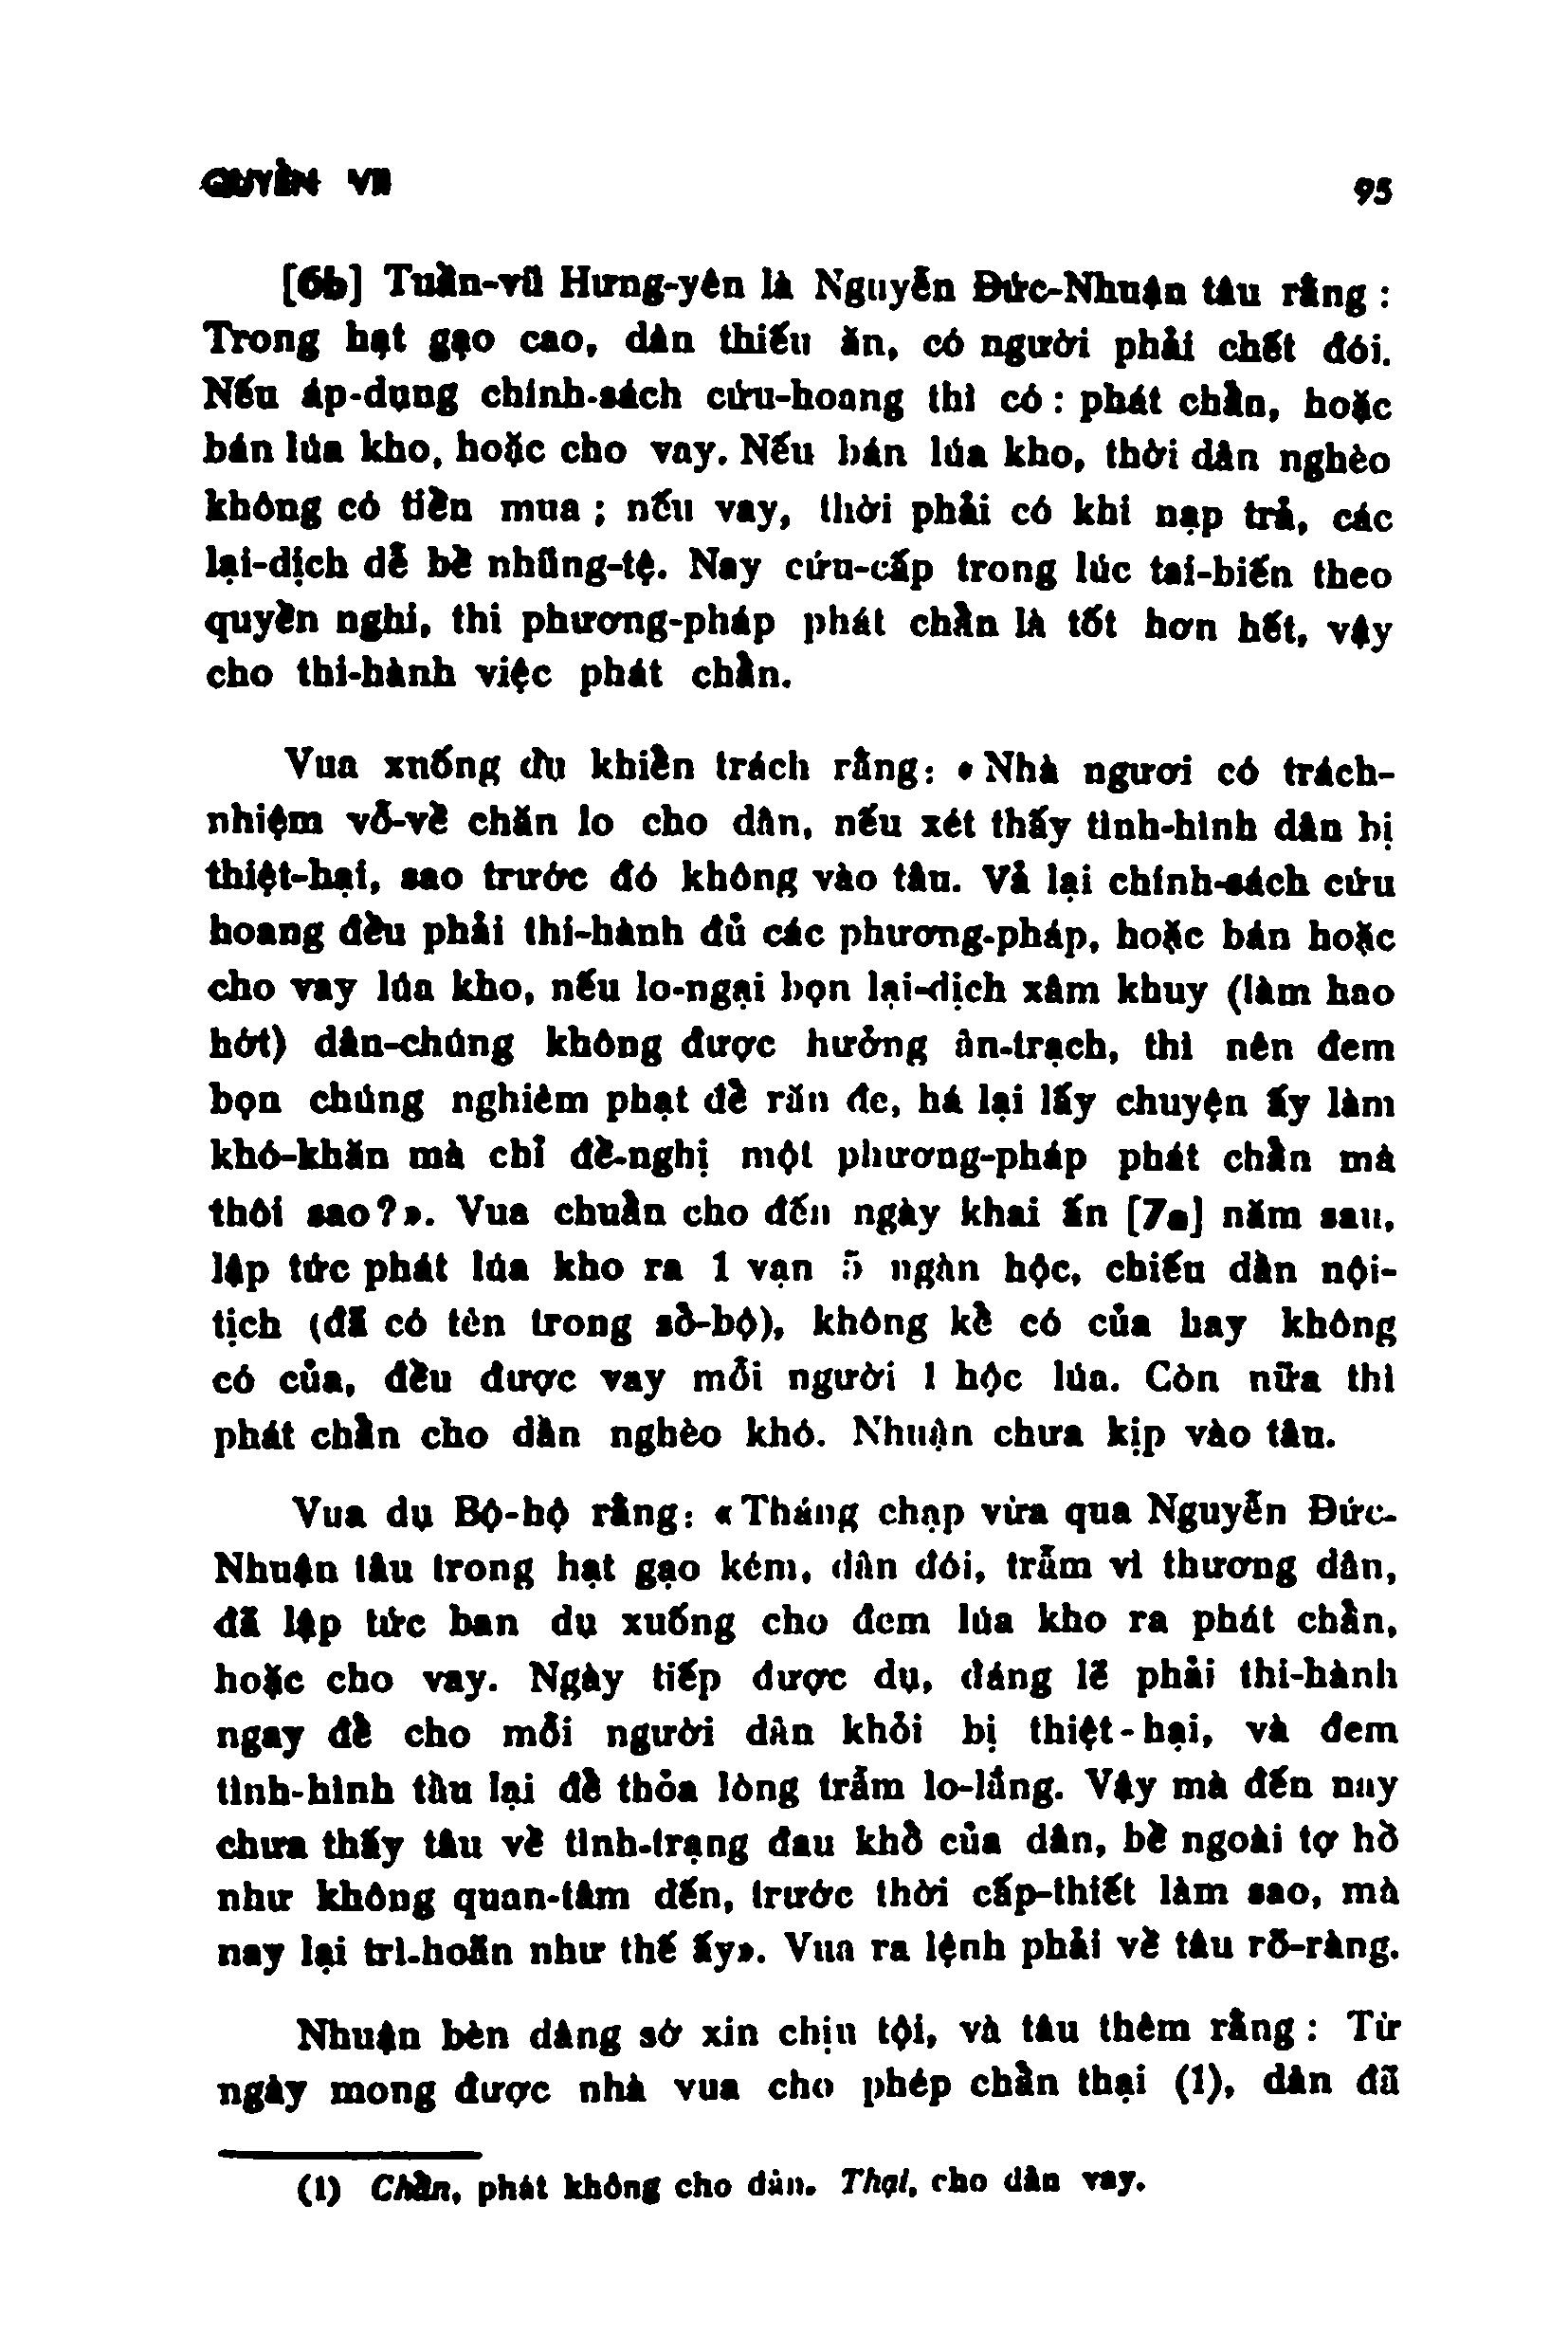 QUYỂN VII 95
[6b] Tuần-vũ Hưng-yên là Nguyễn Đức-Nhuận tâu rằng :
Trong hạt gạo cao, dân thiếu ăn, có người phải chết đói.
Nếu áp-dụng chính-sách cứu-hoang thì có : phát chẩn, hoặc
bán lúa kho, hoặc cho vay. Nếu bán lúa kho, thời dân nghèo
không có tiền mua ; nếu vay, thời phải có khi nạp trả, các
lại-dịch dễ bề nhũng-tệ. Nay cứu-cấp trong lúc tai-biến theo
quyền nghi, thì phương-pháp phát chẩn là tốt hơn hết, vậy
cho thi-hành việc phát chẩn.
Vua xuống dụ khiển trách rằng: «Nhà ngươi có trách-
nhiệm vỗ-về chăn lo cho dân, nếu xét thấy tình-hình dân bị
thiệt-hại, sao trước đó không vào tâu. Vả lại chính-sách cứu
hoang đều phải thi-hành đủ các phương-pháp, hoặc bán hoặc
cho vay lúa kho, nếu lo-ngại bọn lại-dịch xâm khuy (làm hao
hớt) dân-chúng không được hưởng ân-trạch, thì nên đem
bọn chúng nghiêm phạt để răn đe, há lại lấy chuyện ấy làm
khó-khăn mà chỉ đề-nghị một phương-pháp phát chẩn mà
thôi sao?». Vua chuẩn cho đến ngày khai ấn [7a] năm sau,
lập tức phát lúa kho ra 1 vạn 5 ngàn hộc, chiếu dân nội-
tịch (đã có tên trong sổ-bộ), không kể có của hay không
có của, đều được vay mỗi người 1 hộc lúa. Còn nữa thì
phát chẩn cho dân nghèo khó. Nhuận chưa kịp vào tâu.
Vua dụ Bộ-hộ rằng: «Tháng chạp vừa qua Nguyễn Đức-
Nhuận tâu trong hạt gạo kém, dân đói, trẫm vì thương dân,
đã lập tức ban dụ xuống cho đem lúa kho ra phát chẩn,
hoặc cho vay. Ngày tiếp được dụ, đáng lẽ phải thi-hành
ngay để cho mỗi người dân khỏi bị thiệt-hại, và đem
tình-hình tâu lại để thỏa lòng trẫm lo-lắng. Vậy mà đến nay
chưa thấy tâu về tình-trạng đau khổ của dân, bề ngoài tợ hồ
như không quan-tâm đến, trước thời cấp-thiết làm sao, mà
nay lại trì-hoãn như thế ấy». Vua ra lệnh phải về tâu rõ-ràng.
Nhuận bèn dâng sớ xin chịu tội, và tâu thêm rằng : Từ
ngày mong được nhà vua cho phép chẩn thại (1), dân đã
(1) Chẩn, phát không cho dân. Thại, cho dân vay.